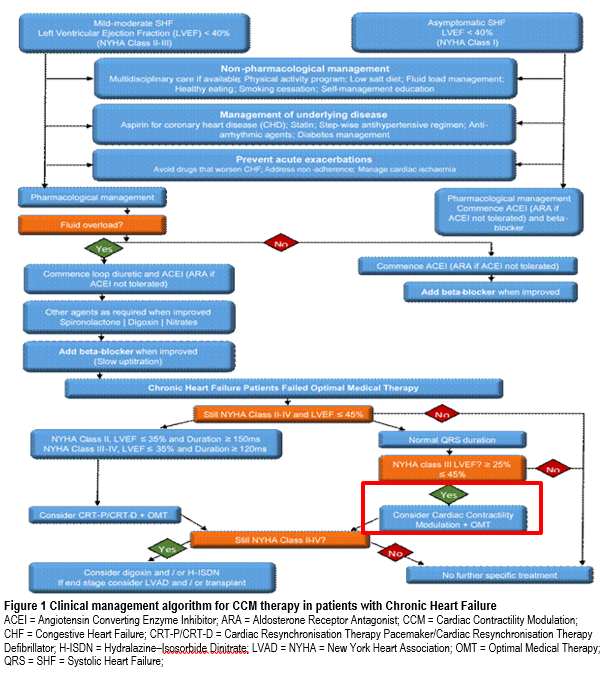 Mild-moderate SHF
Left Ventricular Ejection Fraction (LVEF) < 40%
(NYHA Class II-III)
Asymptomatic SHF
LVEF < 40%
(NYHA Class I)
Non-pharmacological management
Multidisciplinary care if available; Physical activity program; Low salt diet; Fluid load management;
Healthy eating; Smoking cessation; Self-management education
Management of underlying disease
Aspirin for coronary heart disease (CHD); Statin; Step-wise antihypertensive regimen; Anti-
arrhythmic agents; Diabetes management
Prevent acute exacerbations
Avoid drugs that worsen CHF; Address non-adherence; Manage cardiac ischaemia
Pharmacological management
Pharmacological management
Commence ACEI (ARA if
ACEI not tolerated) and beta-
blocker
Fluid overload?
Yes
No
Commence loop diuretic and ACEI (ARA if
ACEI not tolerated)
Commence ACEI (ARA if ACEI not tolerated)
Add beta-blocker when improved
Other agents as required when improved
Spironolactone | Digoxin | Nitrates
Add beta-blocker when improved
(Slow uptitration)
Chronic Heart Failure Patients Failed Optimal Medical Therapy
Still NYHA Class II-IV and LVEF ≤ 45%
No
NYHA Class II, LVEF ≤ 35% and Duration ≥ 150ms
NYHA Class III-IV, LVEF ≤ 35% and Duration ≥ 120ms
Normal QRS duration
NYHA class III LVEF? ≥ 25%
≤ 45%
No
Yes
Consider CRT-P/CRT-D + OMT
Consider Cardiac Contractility
Modulation + OMT
Still NYHA Class II-IV?
Yes
No
Consider digoxin and / or H-ISDN
If end stage consider LVAD and / or transplant
No further specific treatment
Figure 1 Clinical management algorithm for CCM therapy in patients with Chronic Heart Failure
ACEI = Angiotensin Converting Enzyme Inhibitor; ARA = Aldosterone Receptor Antagonist; CCM = Cardiac Contractility Modulation;
CHF = Congestive Heart Failure; CRT-P/CRT-D = Cardiac Resynchronisation Therapy Pacemaker/Cardiac Resynchronisation Therapy
Defibrillator; H-ISDN = Hydralazine–Isosorbide Dinitrate; LVAD = NYHA = New York Heart Association; OMT = Optimal Medical Therapy;
QRS = SHF = Systolic Heart Failure;